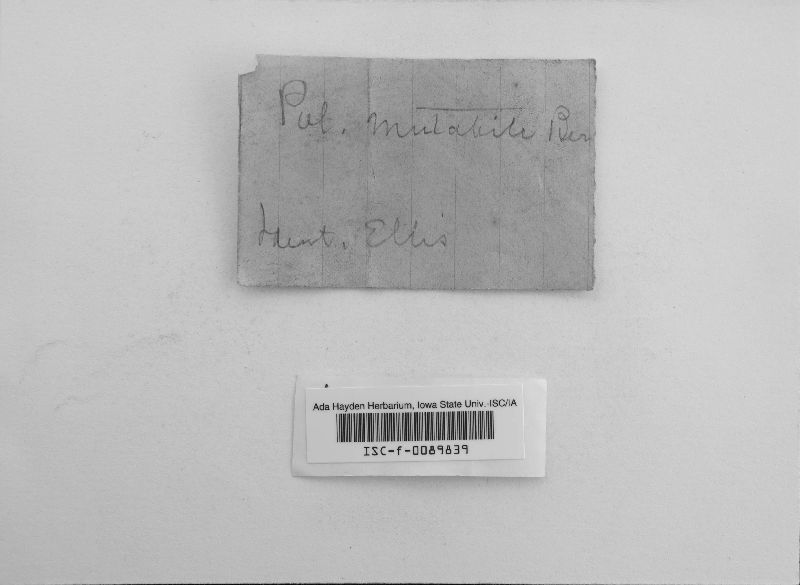 Pol. mutabile Ber
Ident. Ellis
Ada Hayden Herbarium, Iowa State Univ.-ISC/IA
ISC-f-0089839